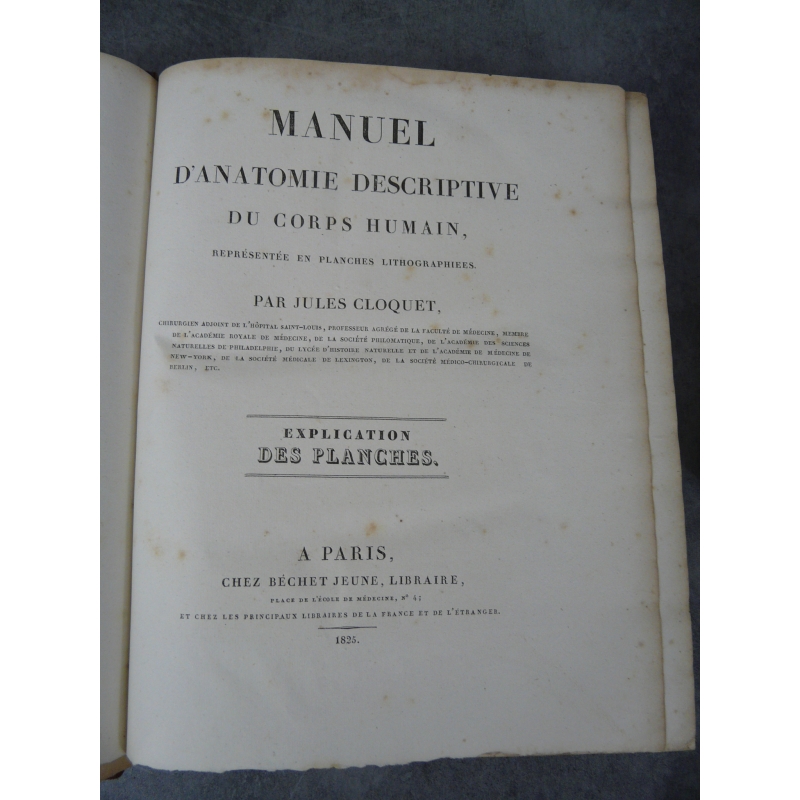 MANUEL
D'ANATOMIE DESCRIPTIVE
DU CORPS HUMAIN,
REPRÉSENTÉE EN PLANCHES LITHOGRAPHIEES.
PAR JULES CLOQUET,
CHIRURGIEN ADJOINT DE L'HÔPITAL SAINT-LOUIS, PROFESSEUR AGRÉGÉ DE LA FACULTÉ DE MÉDECINE, MEMBRE
DE L'ACADÉMIE ROYALE DE MÉDECINE, DE LA SOCIÉTÉ PHILOMATIQUE, DE L'ACADÉMIE DES SCIENCES
NATURELLES DE PHILADELPHIE, DU LYCÉE D'HISTOIRE NATURELLE ET DE L'ACADÉMIE DE MÉDECINE DE
NEW-YORK, DE LA SOCIÉTÉ MÉDICALE DE LEXINGTON, DE LA SOCIÉTÉ MÉDICO-CHIRURGICALE DE
BERLIN, ETC.
EXPLICATION
DES PLANCHES.
A PARIS,
CHEZ BÉCHET JEUNE, LIBRAIRE,
PLACE DE L'ÉCOLE DE MÉDECINE, N° 4;
ET CHEZ LES PRINCIPAUX LIBRAIRES DE LA FRANCE ET DE L'ÉTRANGER.
1825.